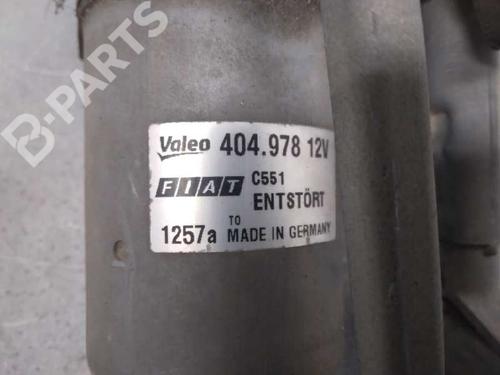 B-PARTS
Valeo 404.978 12V
FIAT C551
ENTSTÖRT
TO
1257a MADE IN GERMANY